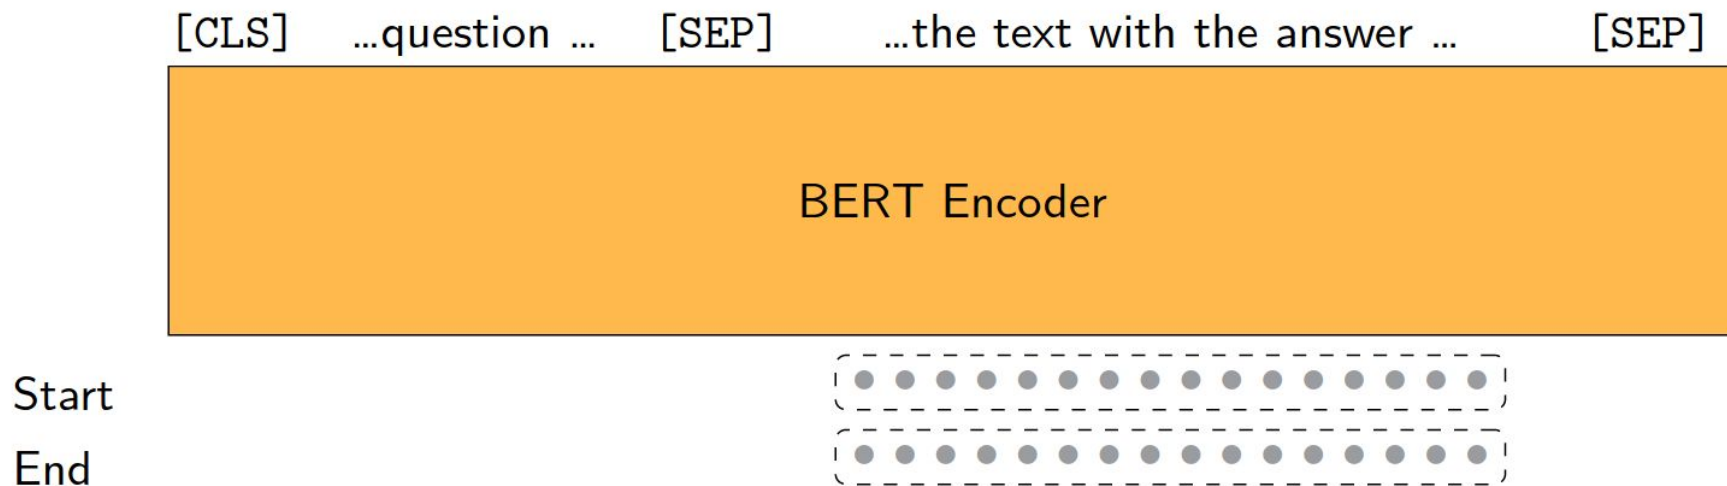 [CLS] ...question ... [SEP] ...the text with the answer ... [SEP]
BERT Encoder
Start
End